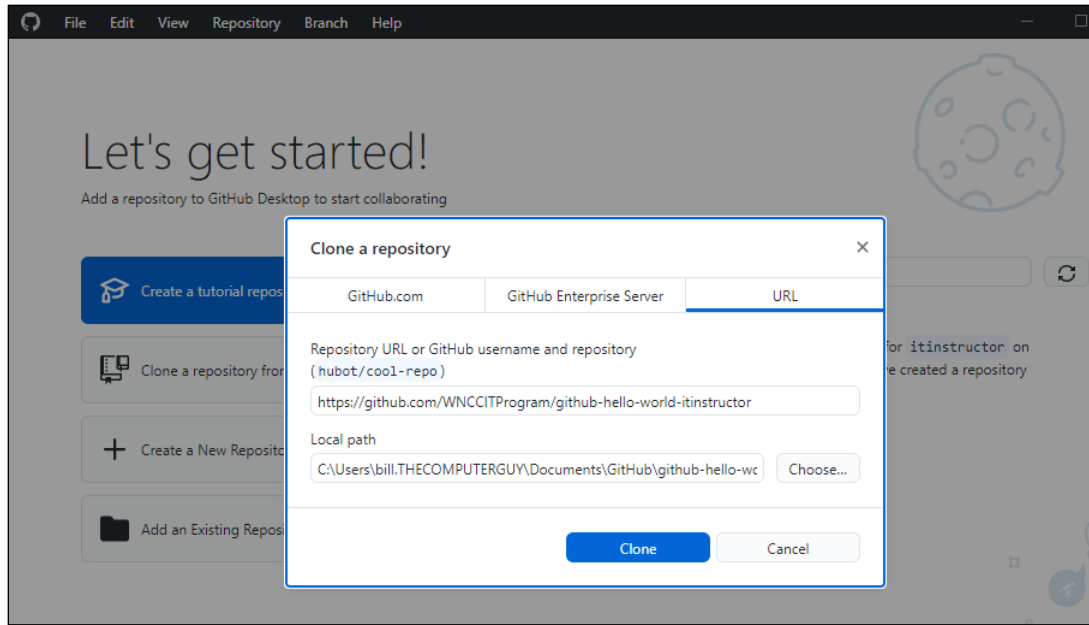 File Edit View Repository Branch Help
Let's get started!
Add a repository to GitHub Desktop to start collaborating
Create a tutorial repos
Clone a repository fro
Create a New Reposito
Add an Existing Reposi
for itinstructor on
e created a repository
Clone a repository
GitHub.com GitHub Enterprise Server URL
Repository URL or GitHub username and repository
(hubot/cool-repo)
https://github.com/WNCCITProgram/github-hello-world-itinstructor
Local path
C:\Users\bill.THECOMPUTERGUY\Documents\GitHub\github-hello-wo
Choose...
Clone Cancel